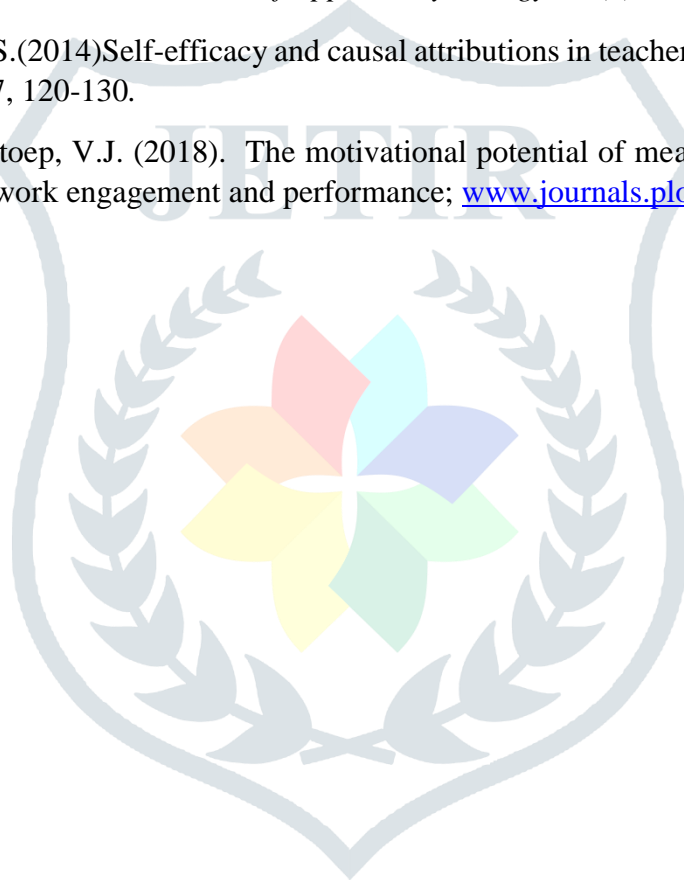 S.(2014)Self-efficacy and causal attributions in teacher
7, 120-130.
toep, V.J. (2018). The motivational potential of mea
work engagement and performance; www.journals.plo
JETIR